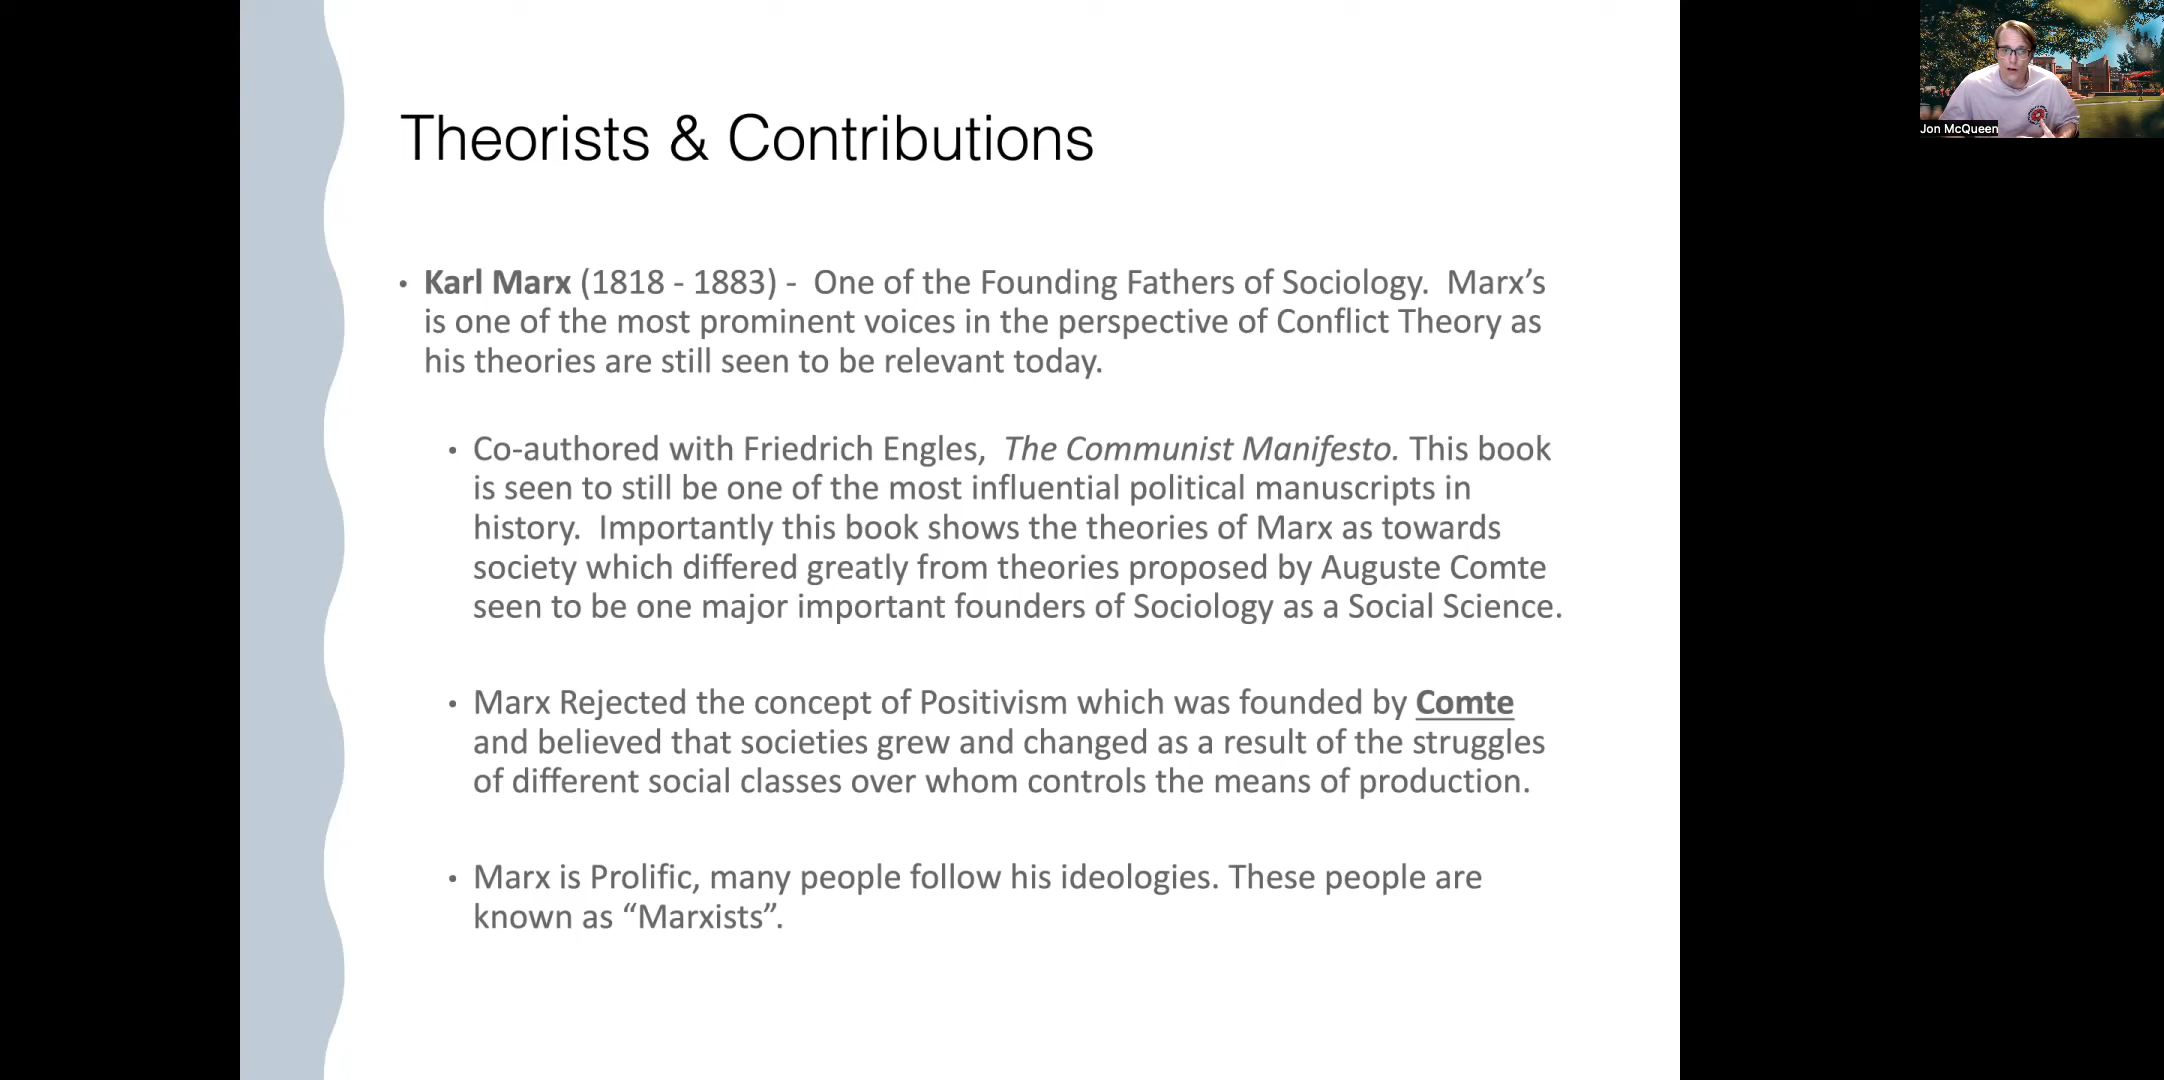 Theorists & Contributions
• Karl Marx (1818 - 1883) -  One of the Founding Fathers of Sociology.  Marx’s
is one of the most prominent voices in the perspective of Conflict Theory as
his theories are still seen to be relevant today.
• Co-authored with Friedrich Engles,  The Communist Manifesto. This book
is seen to still be one of the most influential political manuscripts in
history.  Importantly this book shows the theories of Marx as towards
society which differed greatly from theories proposed by Auguste Comte
seen to be one major important founders of Sociology as a Social Science.
• Marx Rejected the concept of Positivism which was founded by Comte
and believed that societies grew and changed as a result of the struggles
of different social classes over whom controls the means of production.
• Marx is Prolific, many people follow his ideologies. These people are
known as “Marxists”.
Jon McQueen